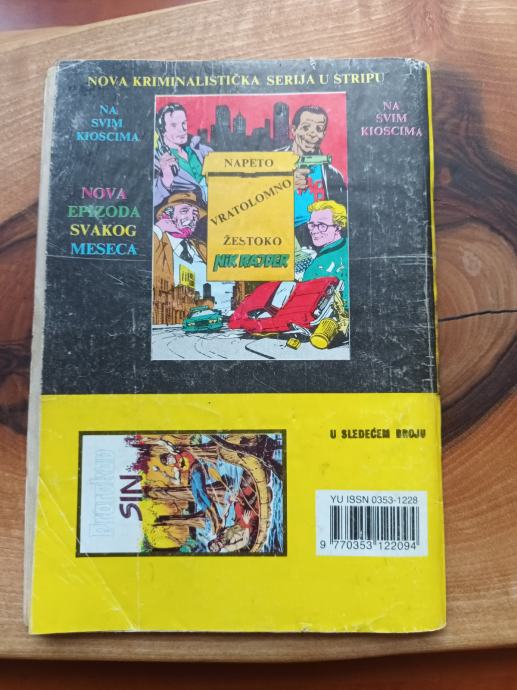 NOVA KRIMINALISTIČKA SERIJA U STRIPU
NA
SVIM
KIOSCIMA
NA
SVIM
KIOSCIMA
NOVA
EPIZODA
SVAKOG
MESECA
NAPETO
VRATOLOMNO
ŽESTOKO
NIK RAJDER
U SLEDEĆEM BROJU
SIN
YU ISSN 0353-1228
9 770353 122094